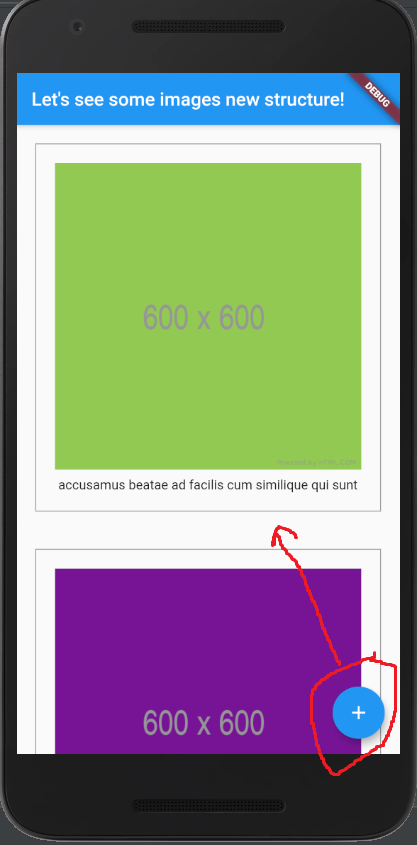 Let's see some images new structure!
DEBUG
600 x 600
accusamus beatae ad facilis cum similique qui sunt
600 x 600
+